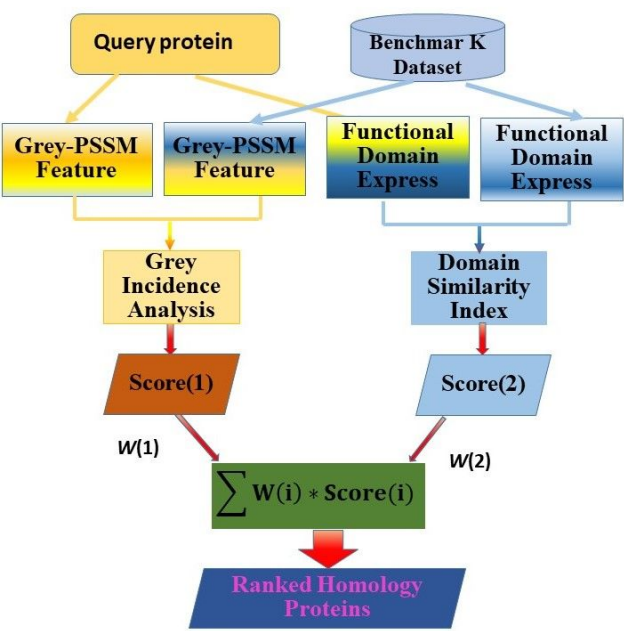 Query protein
Benchmar K
Dataset
Grey-PSSM
Feature
Grey-PSSM
Feature
Functional
Domain
Express
Functional
Domain
Express
Grey
Incidence
Analysis
Domain
Similarity
Index
Score(1)
Score(2)
W(1)
W(2)
∑ W(i) * Score(i)
Ranked Homology
Proteins